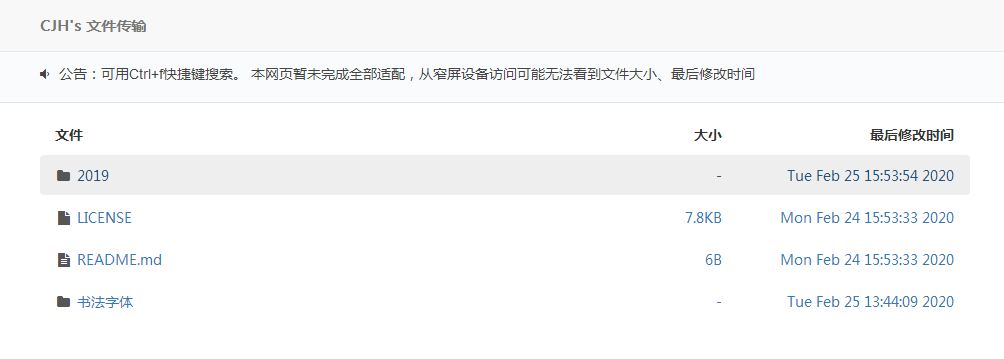 CJH's 文件传输
公告：可用Ctrl+f快捷键搜索。 本网页暂未完成全部适配，从窄屏设备访问可能无法看到文件大小、最后修改时间
文件 大小 最后修改时间
2019 - Tue Feb 25 15:53:54 2020
LICENSE 7.8KB Mon Feb 24 15:53:33 2020
README.md 6B Mon Feb 24 15:53:33 2020
书法字体 - Tue Feb 25 13:44:09 2020